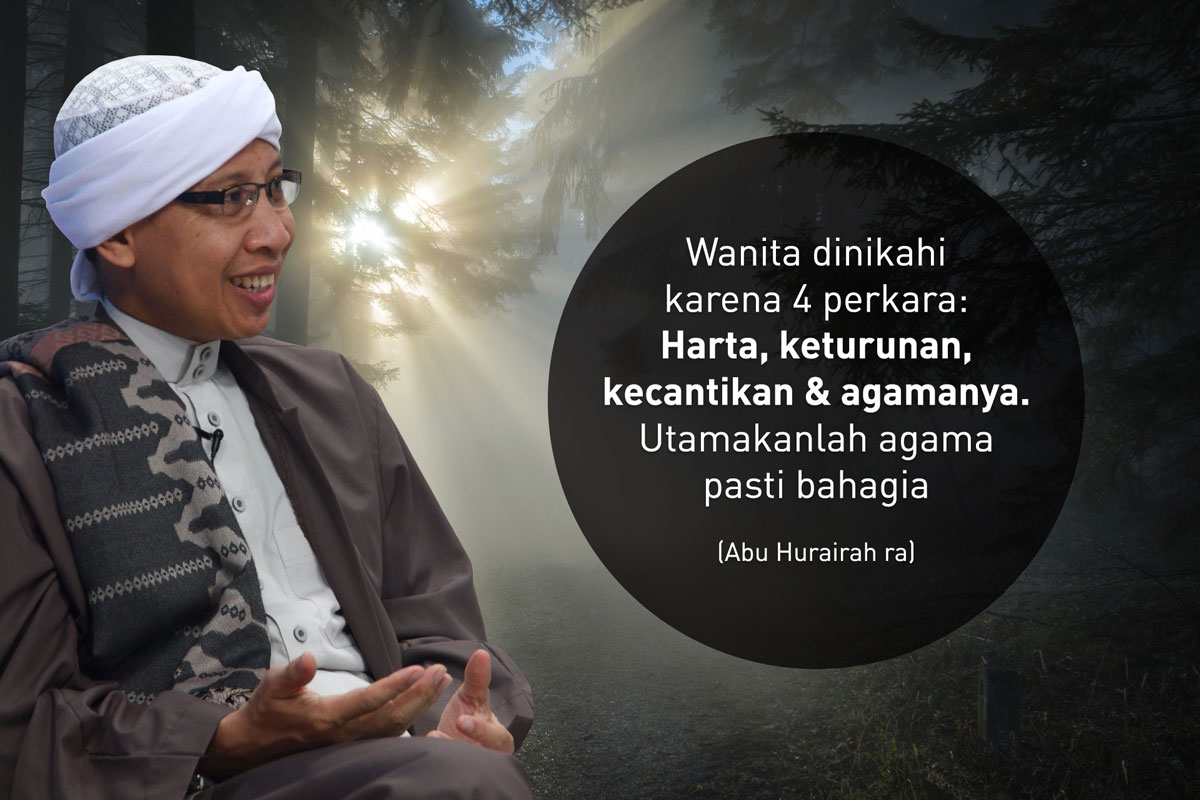 Wanita dinikahi
karena 4 perkara:
Harta, keturunan,
kecantikan & agamanya.
Utamakanlah agama
pasti bahagia
(Abu Hurairah ra)